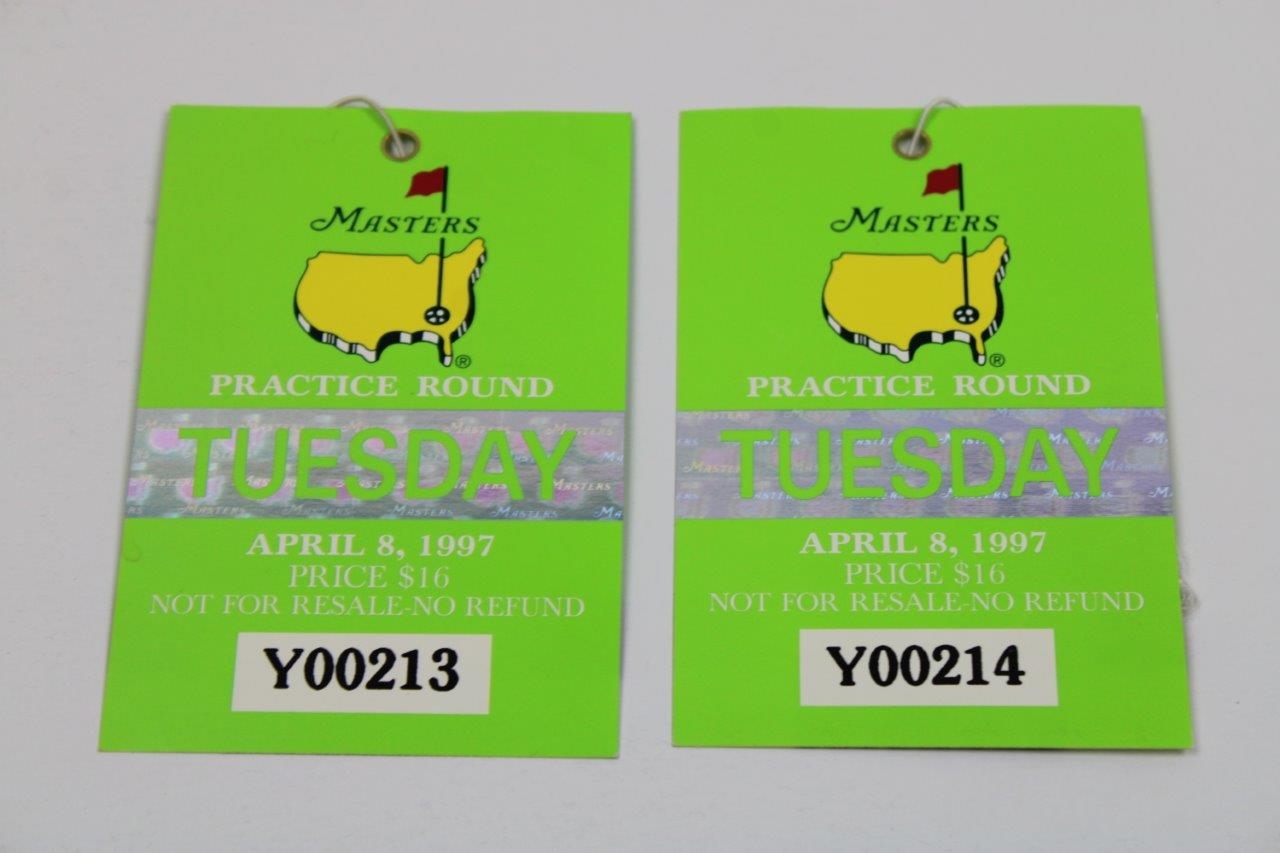 Masters
®
PRACTICE ROUND
TUESDAY
APRIL 8, 1997
PRICE $16
NOT FOR RESALE-NO REFUND
Y00213
Masters
®
PRACTICE ROUND
TUESDAY
APRIL 8, 1997
PRICE $16
NOT FOR RESALE-NO REFUND
Y00214